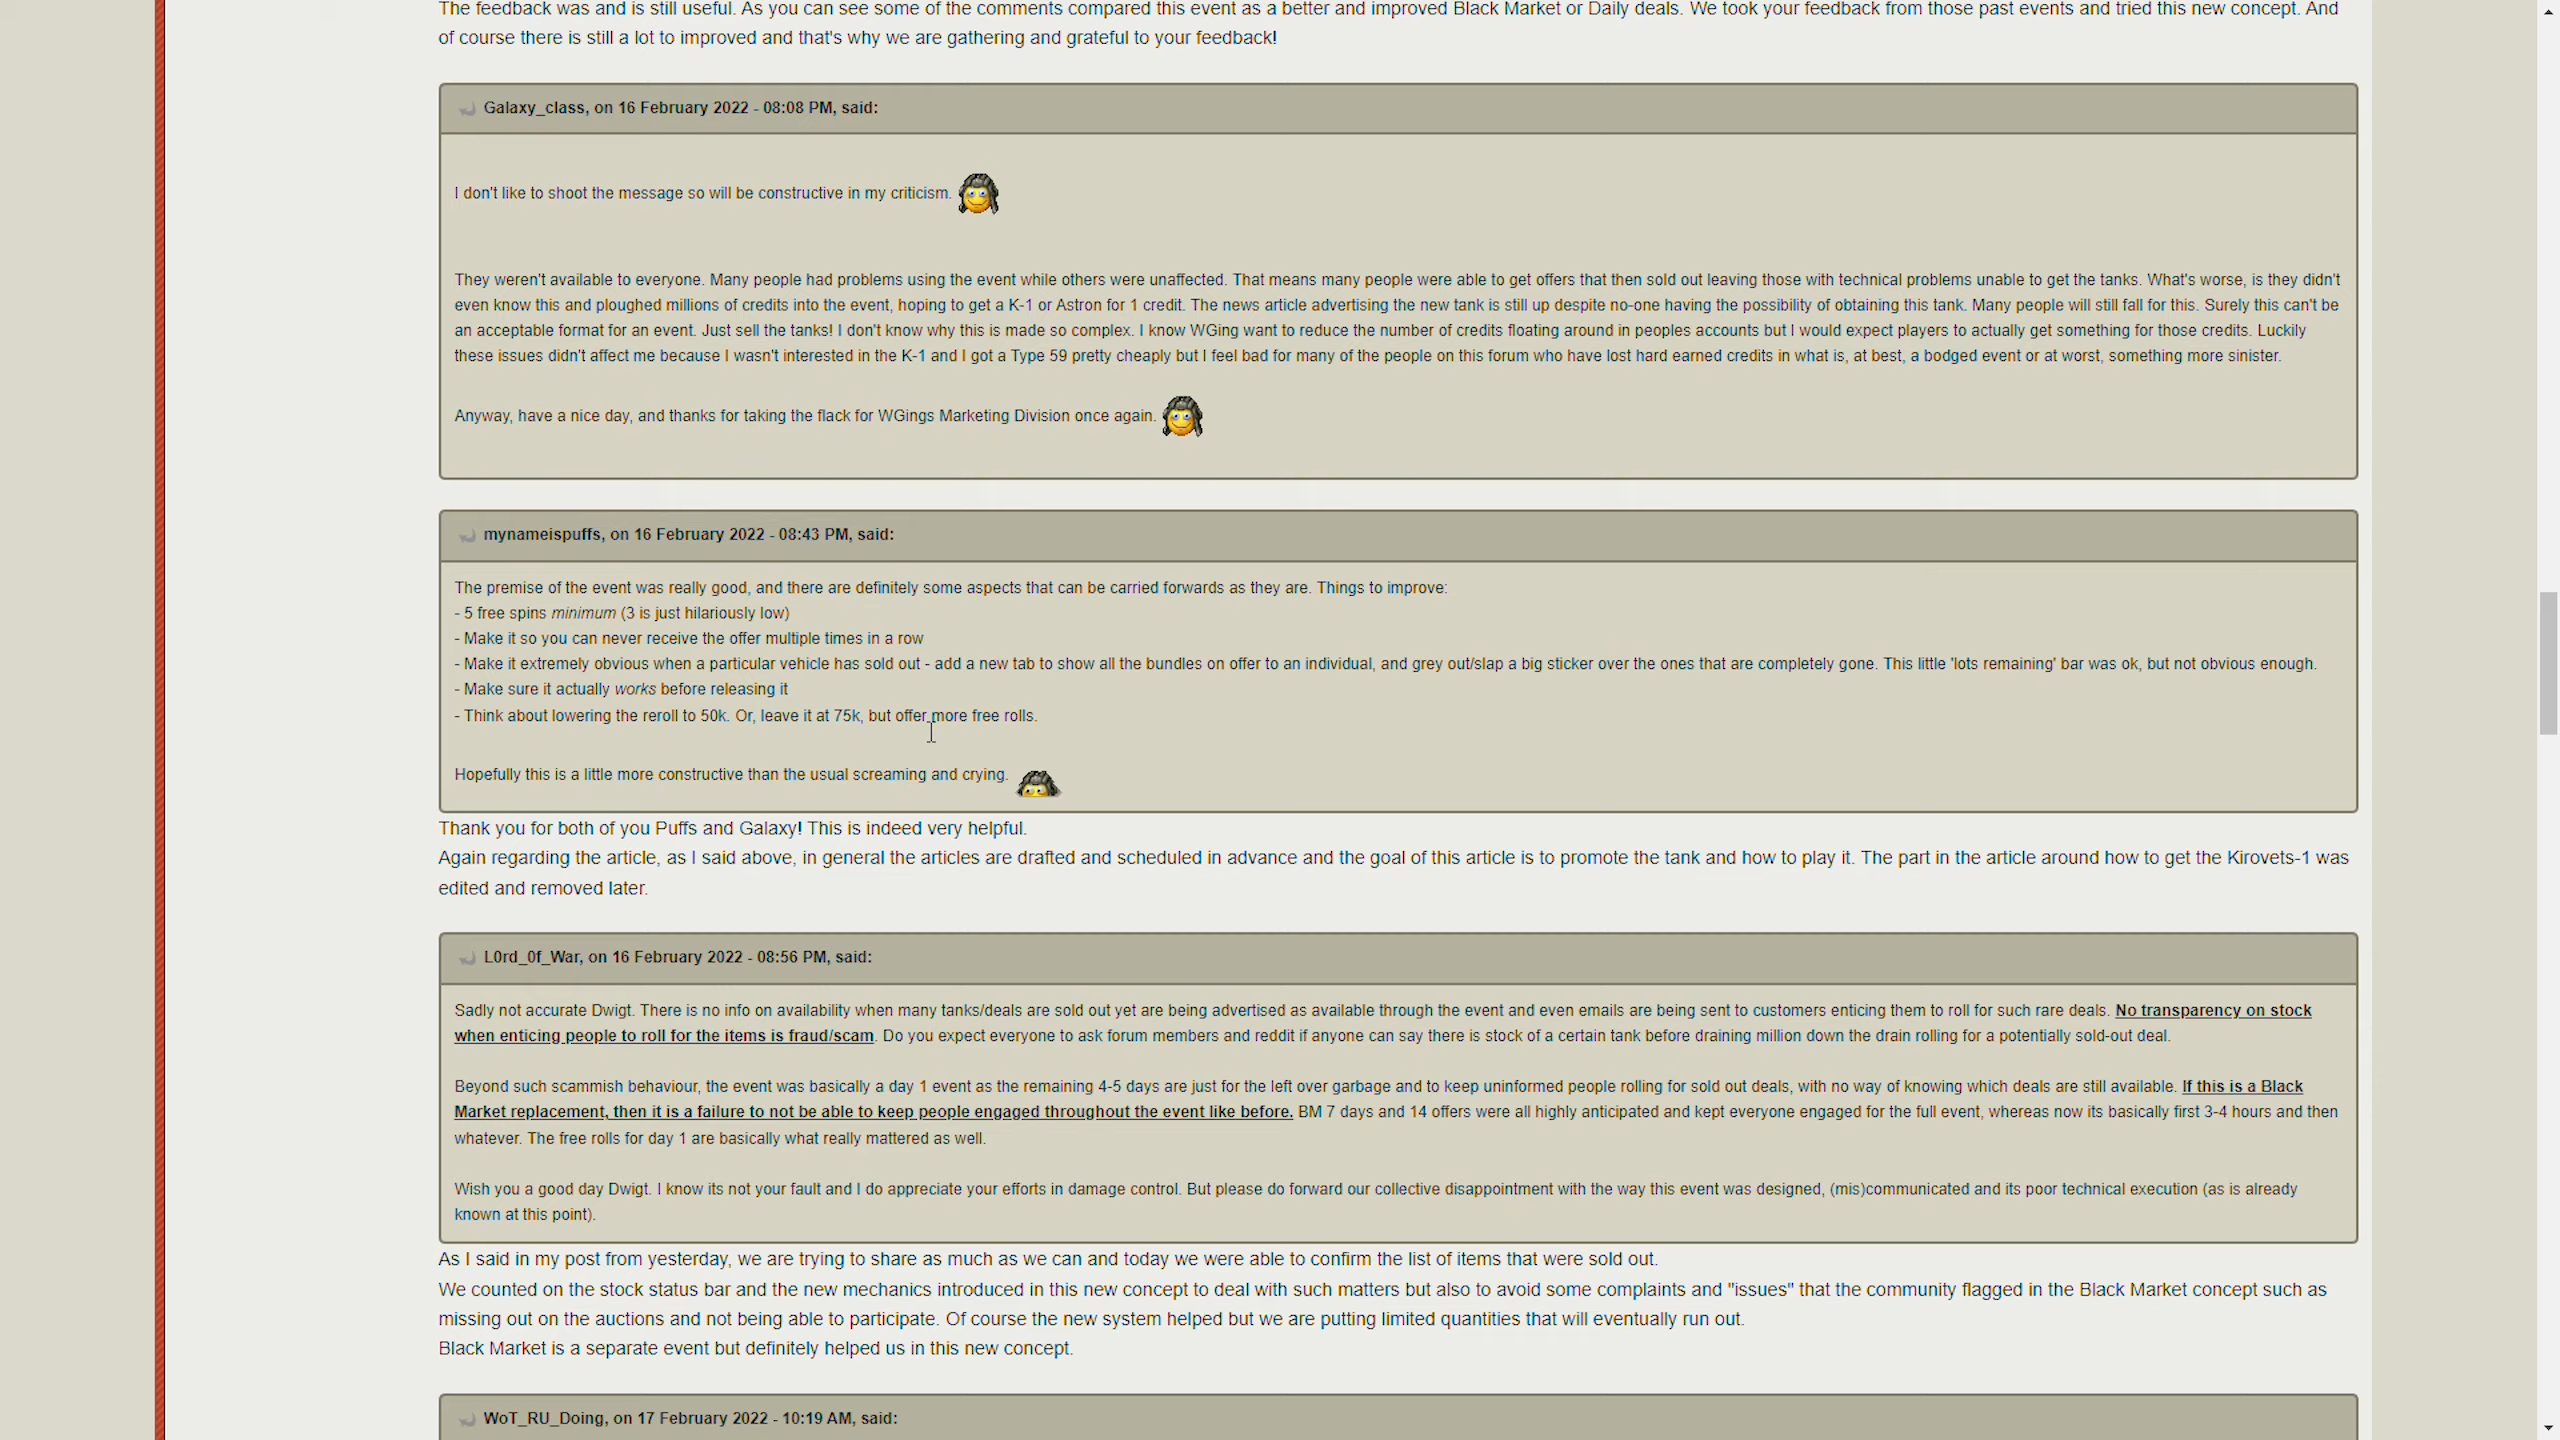 The feedback was and is still useful. As you can see some of the comments compared this event as a better and improved Black Market or Daily deals. We took your feedback from those past events and tried this new concept. And
of course there is still a lot to improved and that's why we are gathering and grateful to your feedback!
Galaxy_class, on 16 February 2022 - 08:08 PM, said:
I don't like to shoot the message so will be constructive in my criticism.
They weren't available to everyone. Many people had problems using the event while others were unaffected. That means many people were able to get offers that then sold out leaving those with technical problems unable to get the tanks. What's worse, is they didn't
even know this and ploughed millions of credits into the event, hoping to get a K-1 or Astron for 1 credit. The news article advertising the new tank is still up despite no-one having the possibility of obtaining this tank. Many people will still fall for this. Surely this can't be
an acceptable format for an event. Just sell the tanks! I don't know why this is made so complex. I know WGing want to reduce the number of credits floating around in peoples accounts but I would expect players to actually get something for those credits. Luckily
these issues didn't affect me because I wasn't interested in the K-1 and I got a Type 59 pretty cheaply but I feel bad for many of the people on this forum who have lost hard earned credits in what is, at best, a bodged event or at worst, something more sinister.
Anyway, have a nice day, and thanks for taking the flack for WGings Marketing Division once again.
mynameispuffs, on 16 February 2022 - 08:43 PM, said:
The premise of the event was really good, and there are definitely some aspects that can be carried forwards as they are. Things to improve:
- 5 free spins minimum (3 is just hilariously low)
- Make it so you can never receive the offer multiple times in a row
- Make it extremely obvious when a particular vehicle has sold out - add a new tab to show all the bundles on offer to an individual, and grey out/slap a big sticker over the ones that are completely gone. This little 'lots remaining' bar was ok, but not obvious enough.
- Make sure it actually works before releasing it
- Think about lowering the reroll to 50k. Or, leave it at 75k, but offer more free rolls.
Hopefully this is a little more constructive than the usual screaming and crying.
Thank you for both of you Puffs and Galaxy! This is indeed very helpful.
Again regarding the article, as I said above, in general the articles are drafted and scheduled in advance and the goal of this article is to promote the tank and how to play it. The part in the article around how to get the Kirovets-1 was
edited and removed later.
L0rd_0f_War, on 16 February 2022 - 08:56 PM, said:
Sadly not accurate Dwigt. There is no info on availability when many tanks/deals are sold out yet are being advertised as available through the event and even emails are being sent to customers enticing them to roll for such rare deals. No transparency on stock
when enticing people to roll for the items is fraud/scam. Do you expect everyone to ask forum members and reddit if anyone can say there is stock of a certain tank before draining million down the drain rolling for a potentially sold-out deal.
Beyond such scammish behaviour, the event was basically a day 1 event as the remaining 4-5 days are just for the left over garbage and to keep uninformed people rolling for sold out deals, with no way of knowing which deals are still available. If this is a Black
Market replacement, then it is a failure to not be able to keep people engaged throughout the event like before. BM 7 days and 14 offers were all highly anticipated and kept everyone engaged for the full event, whereas now its basically first 3-4 hours and then
whatever. The free rolls for day 1 are basically what really mattered as well.
Wish you a good day Dwigt. I know its not your fault and I do appreciate your efforts in damage control. But please do forward our collective disappointment with the way this event was designed, (mis)communicated and its poor technical execution (as is already
known at this point).
As I said in my post from yesterday, we are trying to share as much as we can and today we were able to confirm the list of items that were sold out.
We counted on the stock status bar and the new mechanics introduced in this new concept to deal with such matters but also to avoid some complaints and "issues" that the community flagged in the Black Market concept such as
missing out on the auctions and not being able to participate. Of course the new system helped but we are putting limited quantities that will eventually run out.
Black Market is a separate event but definitely helped us in this new concept.
WoT_RU_Doing, on 17 February 2022 - 10:19 AM, said: